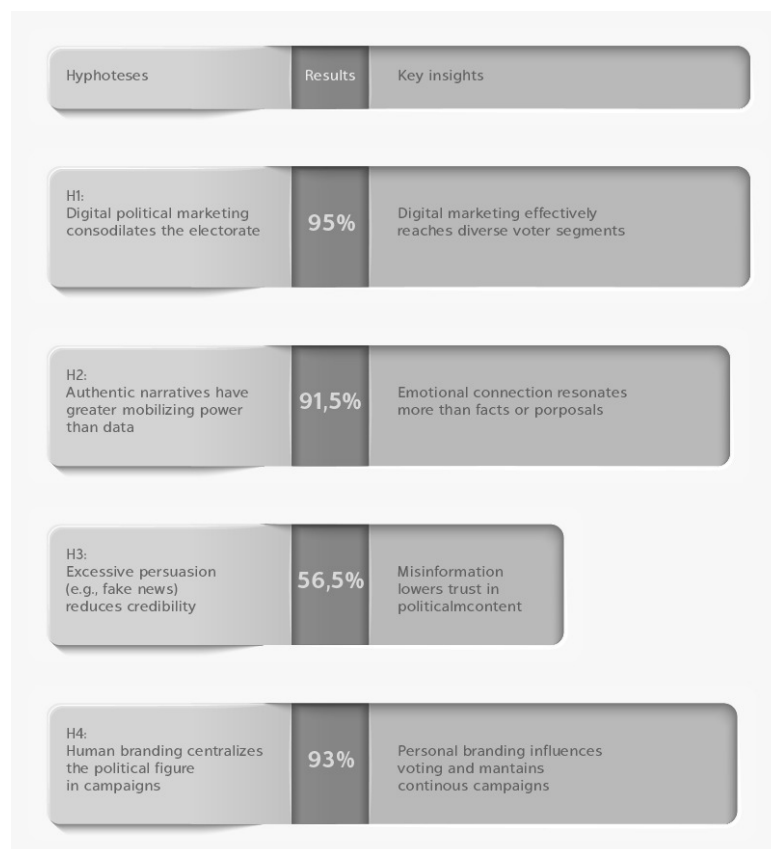 Hyphoteses
Results
Key insights
H1:
Digital political marketing
consodilates the electorate
95%
Digital marketing effectively
reaches diverse voter segments
H2:
Authentic narratives have
greater mobilizing power
than data
91,5%
Emotional connection resonates
more than facts or porposals
H3:
Excessive persuasion
(e.g., fake news)
reduces credibility
56,5%
Misinformation
lowers trust in
politicalmcontent
H4:
Human branding centralizes
the political figure
in campaigns
93%
Personal branding influences
voting and mantains
continous campaigns